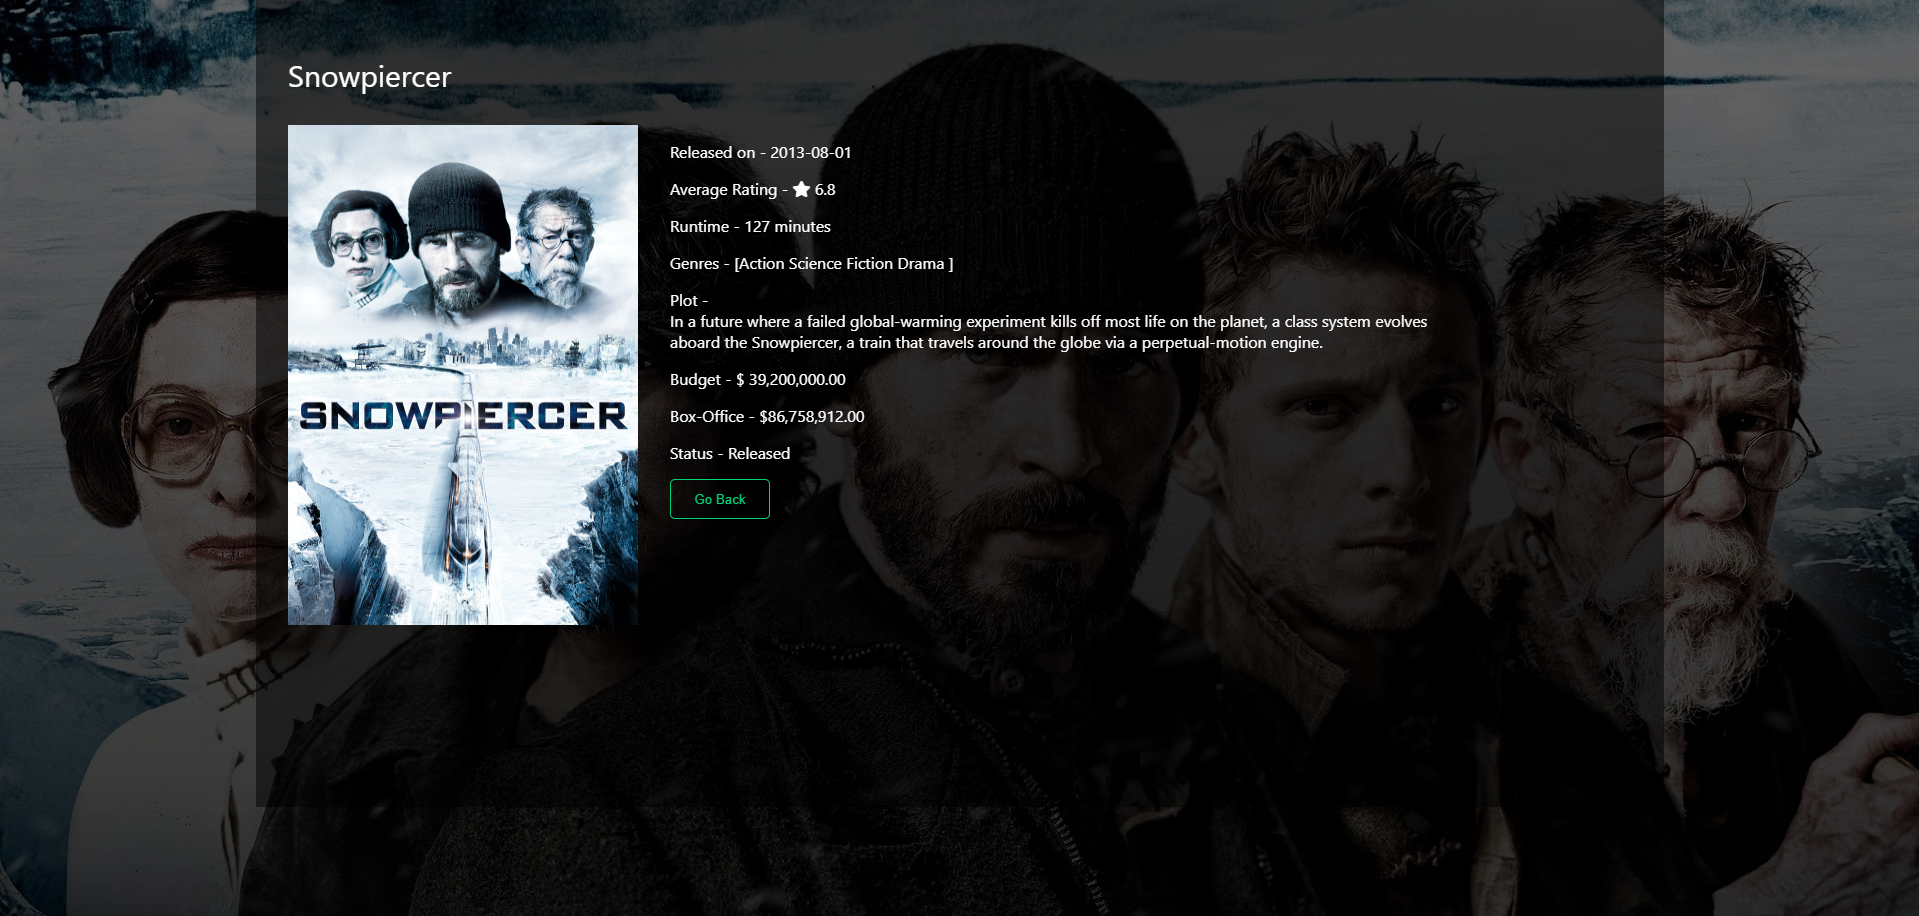 Snowpiercer
SNOWPIERCER
Released on - 2013-08-01
Average Rating - ★ 6.8
Runtime - 127 minutes
Genres - [Action Science Fiction Drama ]
Plot -
In a future where a failed global-warming experiment kills off most life on the planet, a class system evolves
aboard the Snowpiercer, a train that travels around the globe via a perpetual-motion engine.
Budget - $ 39,200,000.00
Box-Office - $86,758,912.00
Status - Released
Go Back